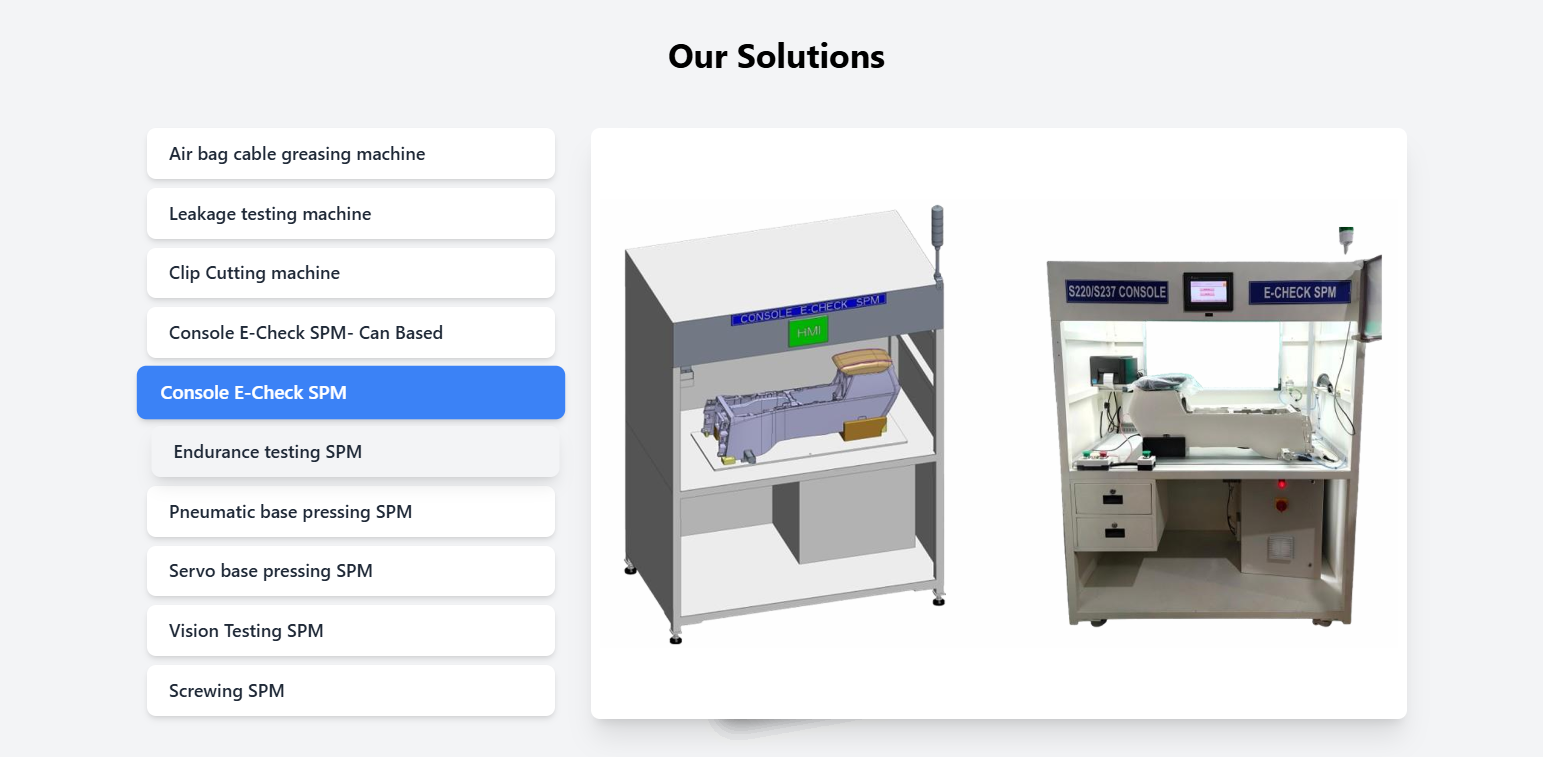 Our Solutions
Air bag cable greasing machine
Leakage testing machine
Clip Cutting machine
Console E-Check SPM- Can Based
Console E-Check SPM
Endurance testing SPM
Pneumatic base pressing SPM
Servo base pressing SPM
Vision Testing SPM
Screwing SPM
CONSOLE E-CHECK SPM
HMI
S220/S237 CONSOLE
E-CHECK SPM